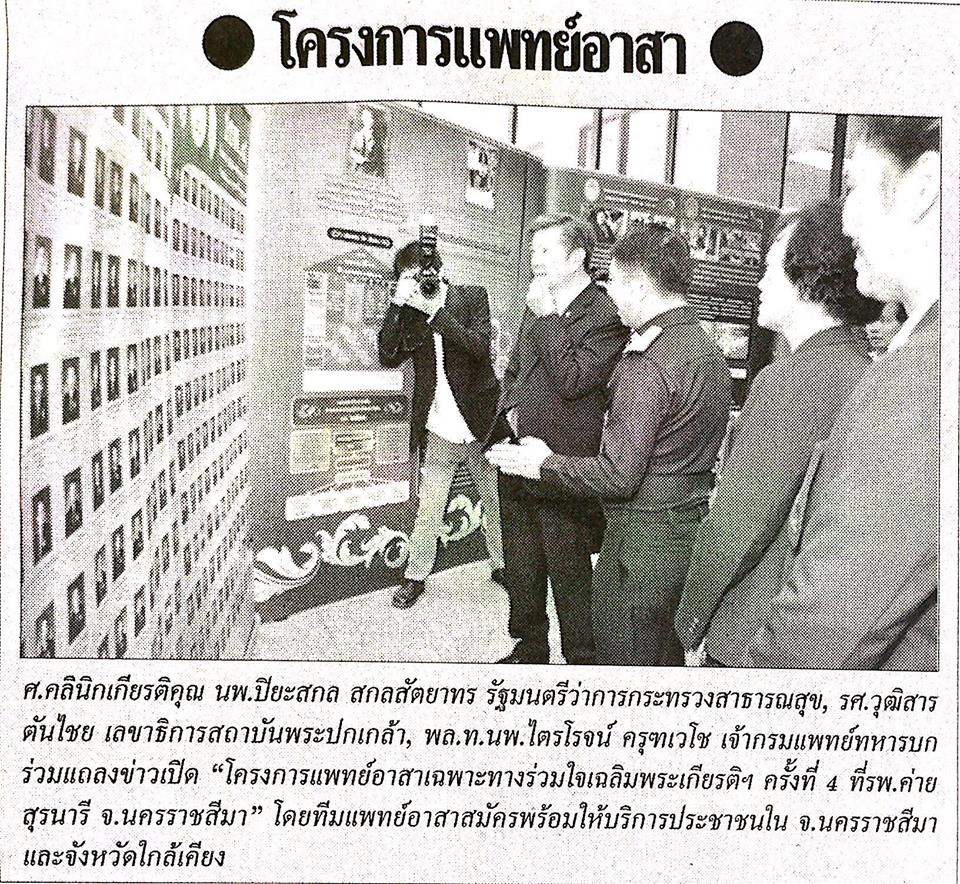 ● โครงการแพทย์อาสา ●
ศ.คลินิกเกียรติคุณ นพ.ปิยะสกล สกลสัตยาทร รัฐมนตรีว่าการกระทรวงสาธารณสุข, รศ.วุฒิสาร
ตันไชย เลขาธิการสถาบันพระปกเกล้า, พล.ท.นพ.ไตรโรจน์ ครุฑเวโช เจ้ากรมแพทย์ทหารบก
ร่วมแถลงข่าวเปิด “โครงการแพทย์อาสาเฉพาะทางร่วมใจเฉลิมพระเกียรติฯ ครั้งที่ 4 ที่รพ.ค่าย
สุรนารี จ.นครราชสีมา” โดยทีมแพทย์อาสาสมัครพร้อมให้บริการประชาชนใน จ.นครราชสีมา
และจังหวัดใกล้เคียง